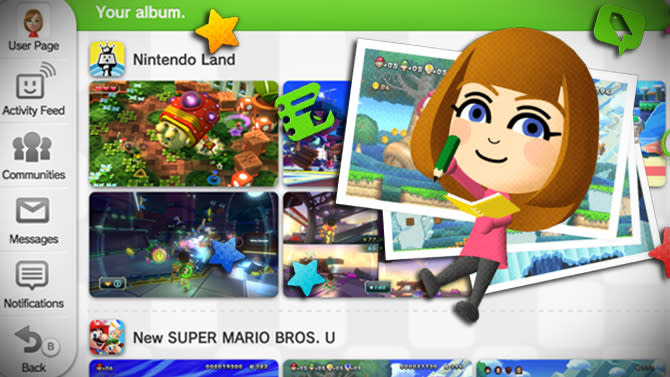 Your album.
User Page
Nintendo Land
Activity Feed
Communities
Messages
Notifications
New SUPER MARIO BROS. U
Back
B